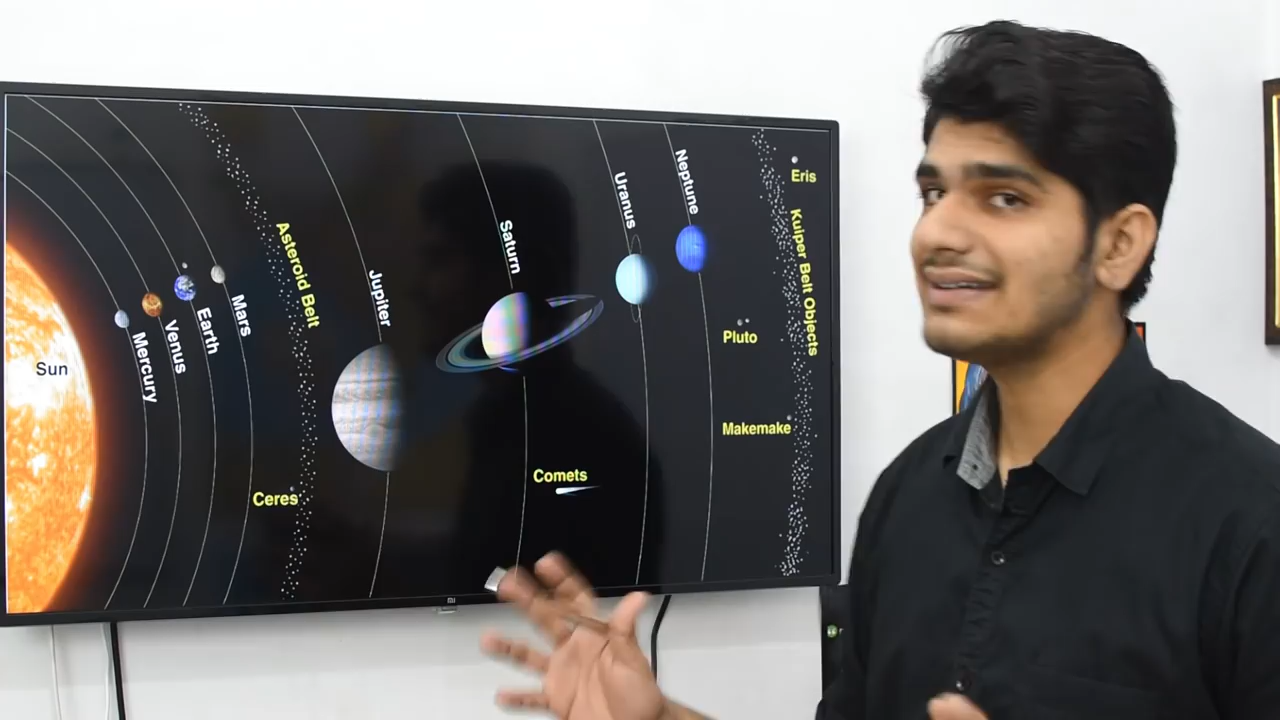 Sun
Mercury
Venus
Earth
Mars
Asteroid Belt
Ceres
Jupiter
Saturn
Comets
Uranus
Neptune
Pluto
Makemake
Eris
Kuiper Belt Objects
mi